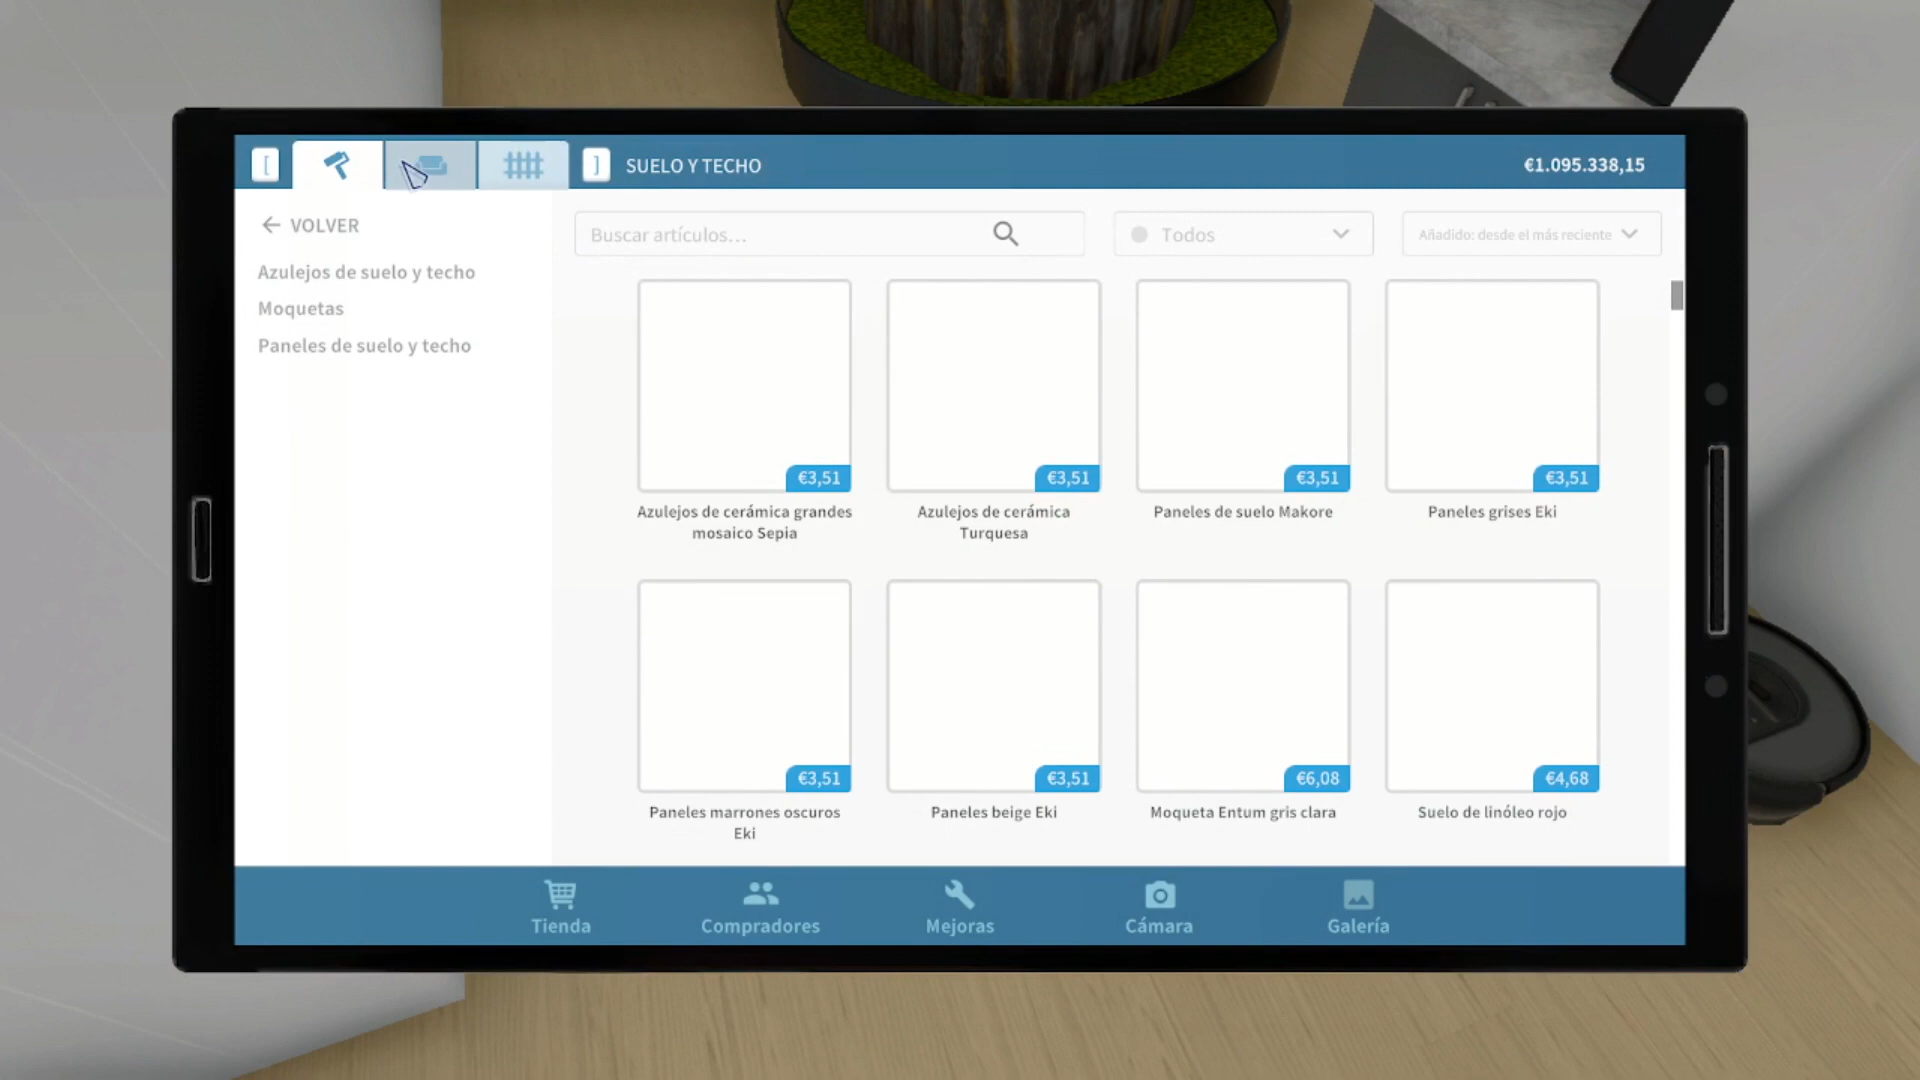 [
]
SUELO Y TECHO
€1.095.338,15
VOLVER
Azulejos de suelo y techo
Moquetas
Paneles de suelo y techo
Buscar artículos...
Todos
Añadido: desde el más reciente
€3,51
€3,51
€3,51
€3,51
Azulejos de cerámica grandes
mosaico Sepia
Azulejos de cerámica
Turquesa
Paneles de suelo Makore
Paneles grises Eki
€3,51
€3,51
€6,08
€4,68
Paneles marrones oscuros
Eki
Paneles beige Eki
Moqueta Entum gris clara
Suelo de linóleo rojo
Tienda
Compradores
Mejoras
Cámara
Galería